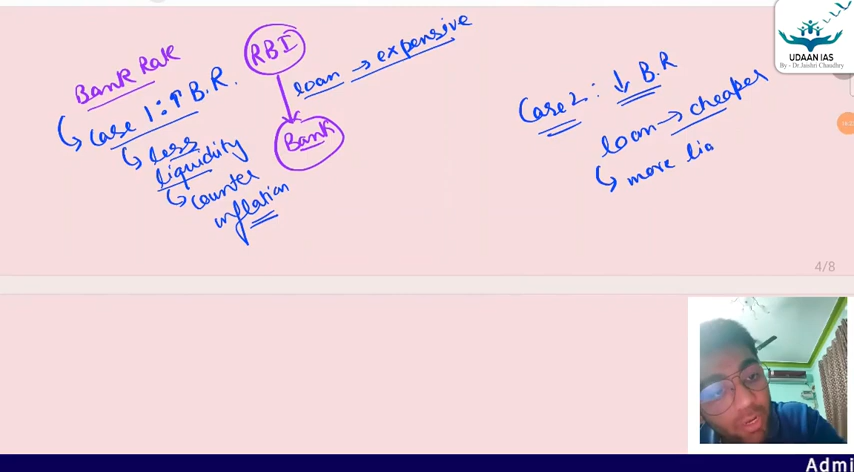 Bank Rate
Case 1: ↑ B.R.
less
liquidity
counter
inflation
RBI
Bank
loan → expensive
Case 2: ↓ B.R
loan → cheaper
more liq
UDAAN IAS
By - Dr.Janhri Chaudhry
4/8
Admi